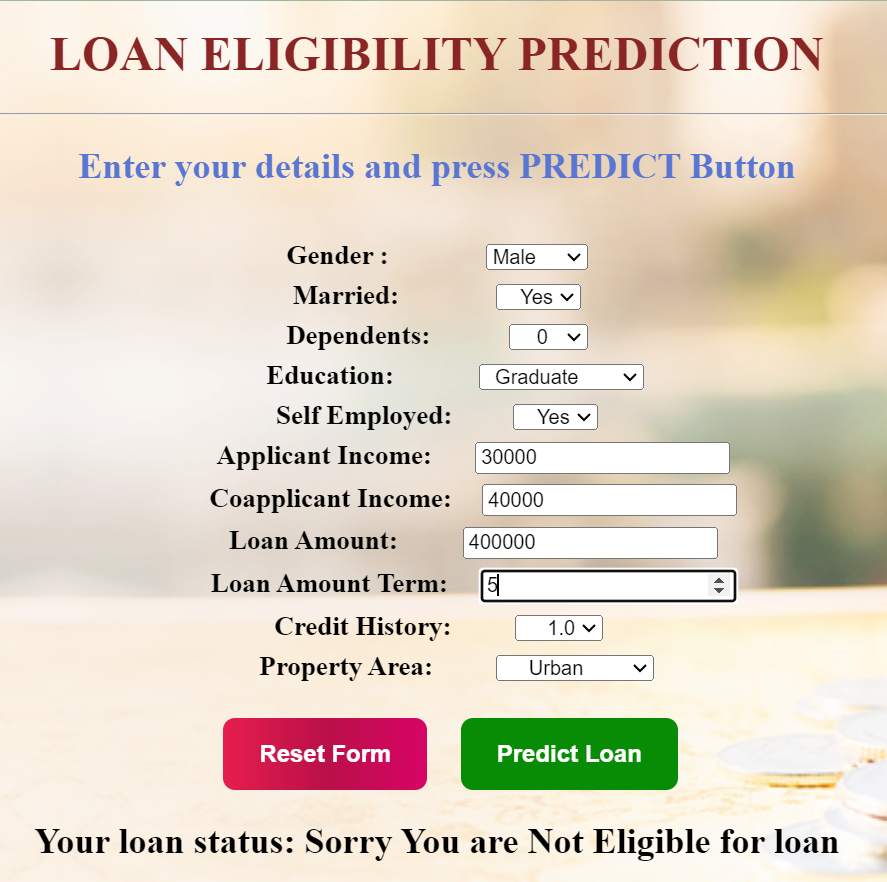 LOAN ELIGIBILITY PREDICTION
Enter your details and press PREDICT Button
Gender : Male
Married: Yes
Dependents: 0
Education: Graduate
Self Employed: Yes
Applicant Income: 30000
Coapplicant Income: 40000
Loan Amount: 400000
Loan Amount Term: 5
Credit History: 1.0
Property Area: Urban
Reset Form Predict Loan
Your loan status: Sorry You are Not Eligible for loan